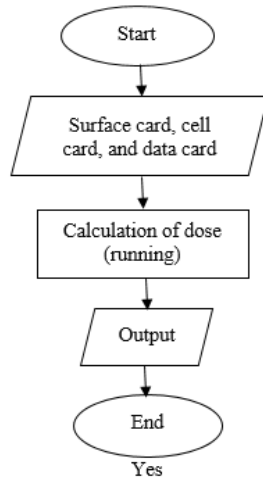 Start
Surface card, cell
card, and data card
Calculation of dose
(running)
Output
End
Yes